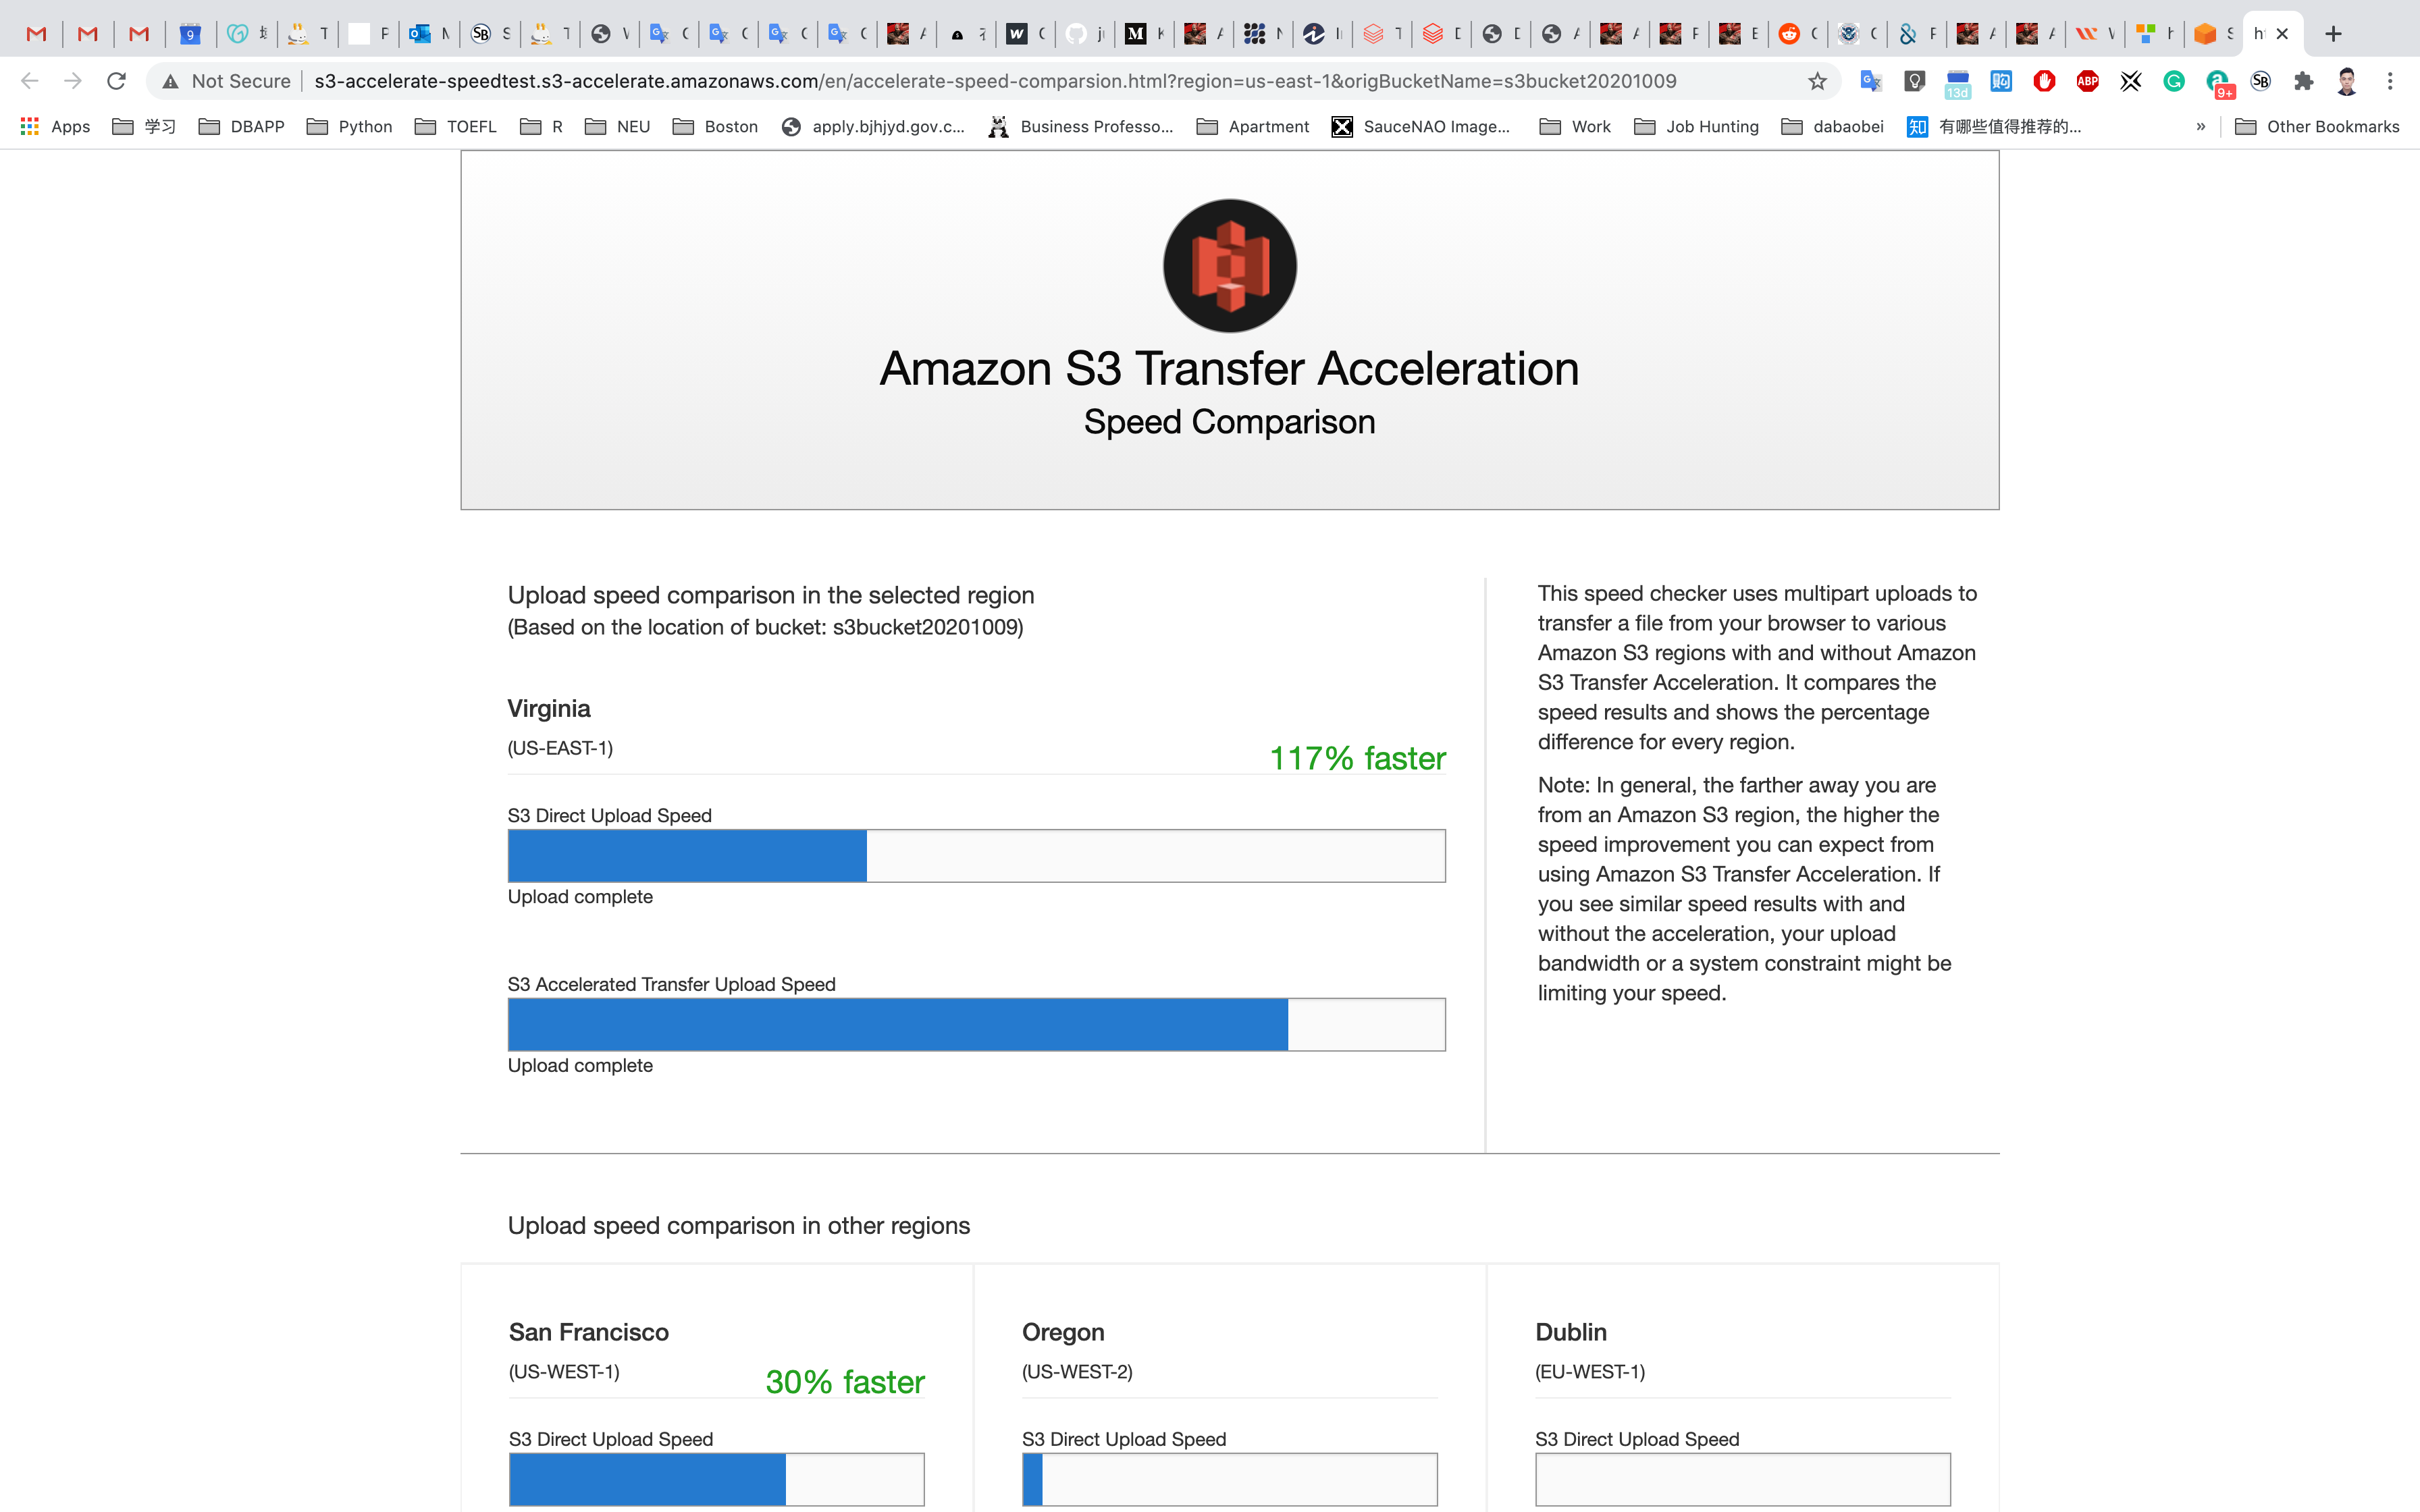 Not Secure
s3-accelerate-speedtest.s3-accelerate.amazonaws.com/en/accelerate-speed-comparsion.html?region=us-east-1&origBucketName=s3bucket20201009
13d
ABP
9+
SB
Apps
学习
DBAPP
Python
TOEFL
R
NEU
Boston
apply.bjhjyd.gov.c...
Business Professo...
Apartment
SauceNAO Image...
Work
Job Hunting
dabaobei
知
有哪些值得推荐的...
»
Other Bookmarks
Amazon S3 Transfer Acceleration
Speed Comparison
Upload speed comparison in the selected region
(Based on the location of bucket: s3bucket20201009)
Virginia
(US-EAST-1)
117% faster
S3 Direct Upload Speed
Upload complete
S3 Accelerated Transfer Upload Speed
Upload complete
This speed checker uses multipart uploads to
transfer a file from your browser to various
Amazon S3 regions with and without Amazon
S3 Transfer Acceleration. It compares the
speed results and shows the percentage
difference for every region.
Note: In general, the farther away you are
from an Amazon S3 region, the higher the
speed improvement you can expect from
using Amazon S3 Transfer Acceleration. If
you see similar speed results with and
without the acceleration, your upload
bandwidth or a system constraint might be
limiting your speed.
Upload speed comparison in other regions
San Francisco
(US-WEST-1)
30% faster
S3 Direct Upload Speed
Oregon
(US-WEST-2)
S3 Direct Upload Speed
Dublin
(EU-WEST-1)
S3 Direct Upload Speed